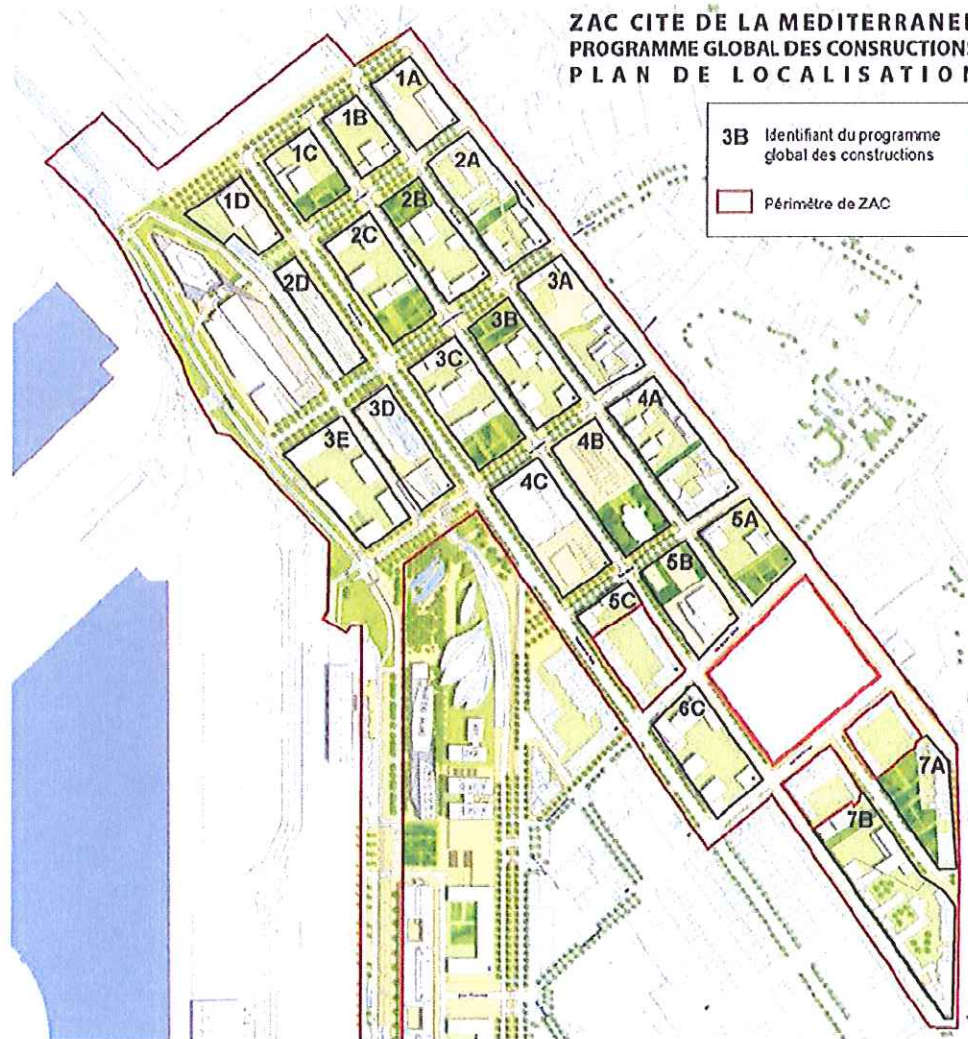 ZAC CITE DE LA MEDITERRANEE
PROGRAMME GLOBAL DES CONSRUCTIONS
PLAN DE LOCALISATION
3B Identifiant du programme
global des constructions
Périmètre de ZAC
1A
1B
1C
2A
1D
2B
2C
2D
3A
3B
3C
3D
4A
3E
4B
4C
5A
5B
5C
6C
7A
7B